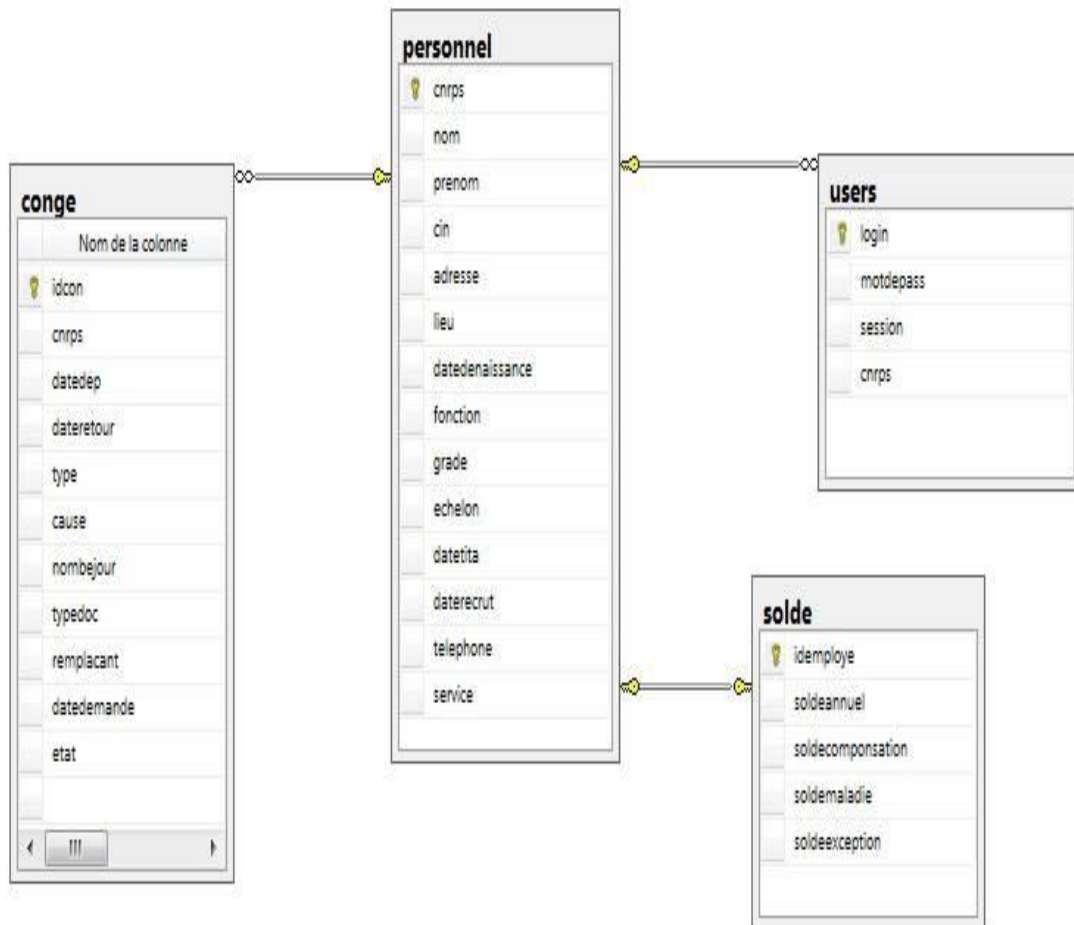 conge
Nom de la colonne
idcon
cnrps
datedep
dateretour
type
cause
nombejour
typedoc
remplacant
datedemande
etat
personnel
cnrps
nom
prenom
cin
adresse
lieu
datedenaissance
fonction
grade
echelon
datetita
daterecrut
telephone
service
users
login
motdepass
session
cnrps
solde
idemploye
soldeannuel
soldecomponsation
soldemaladie
soldeexception